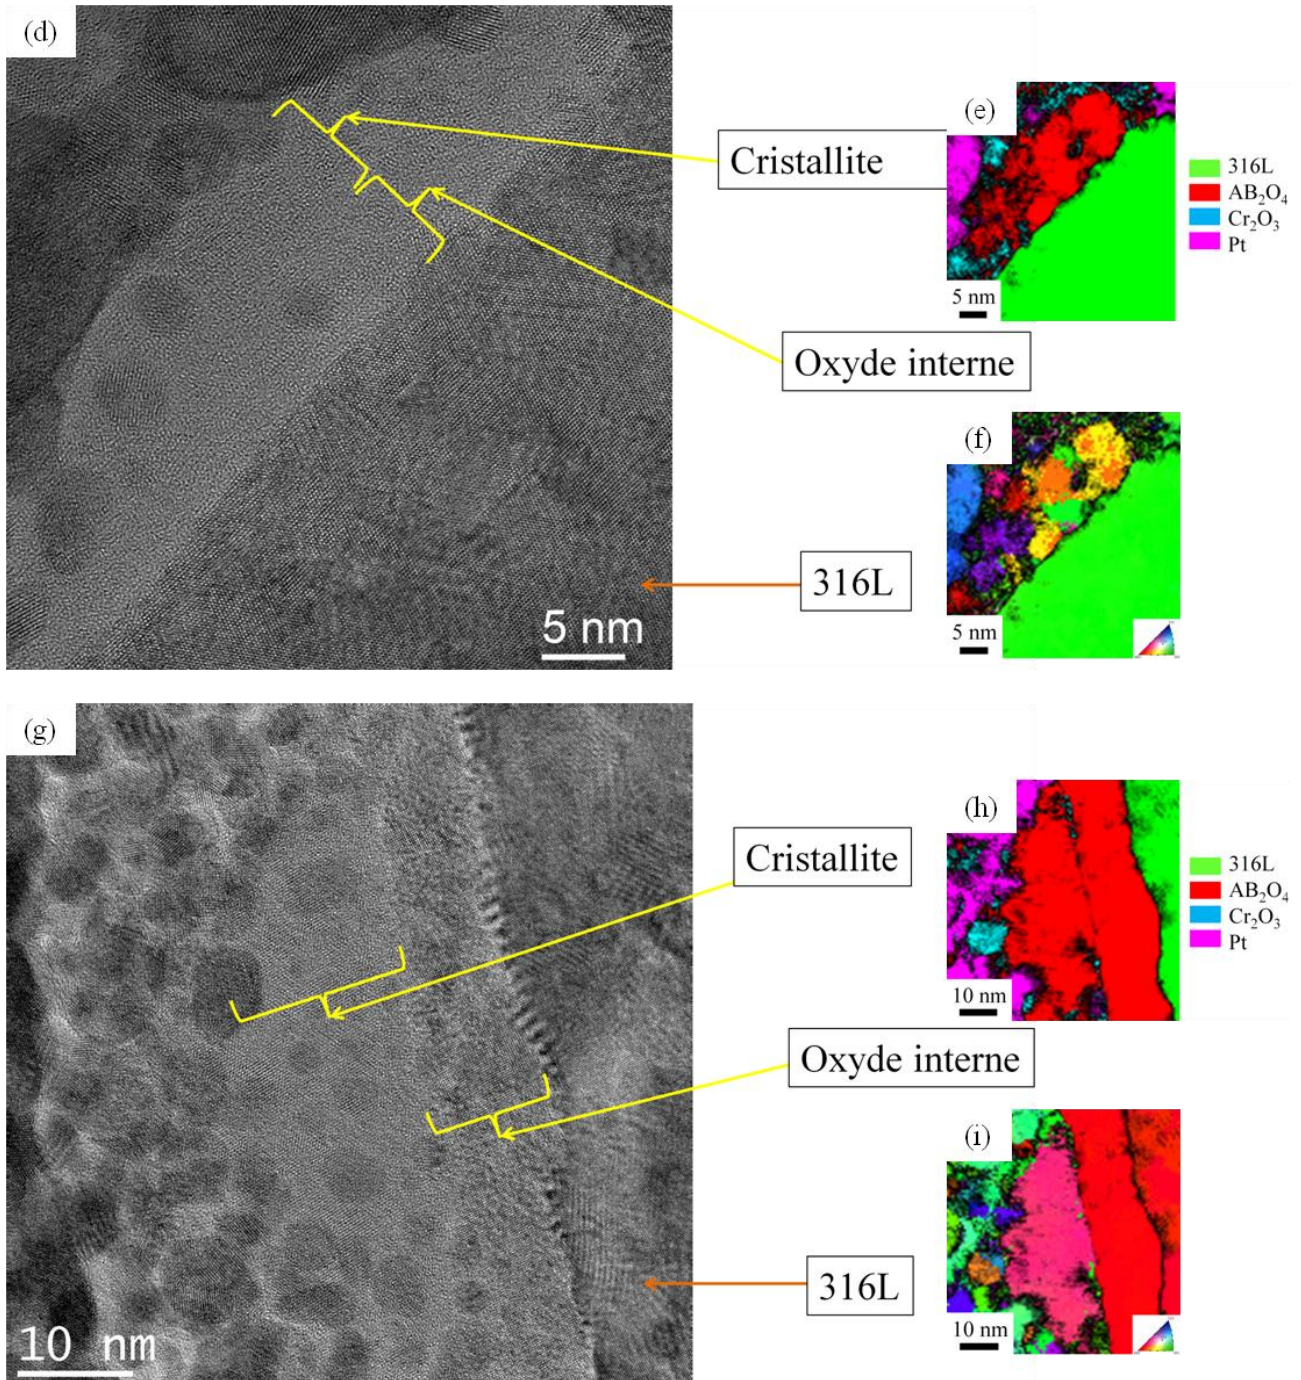 (d)
Cristallite
Oxyde interne
316L
5 nm
(e)
316L
AB₂O₄
Cr₂O₃
Pt
5 nm
(f)
5 nm
(g)
Cristallite
Oxyde interne
316L
10 nm
(h)
316L
AB₂O₄
Cr₂O₃
Pt
10 nm
(i)
10 nm